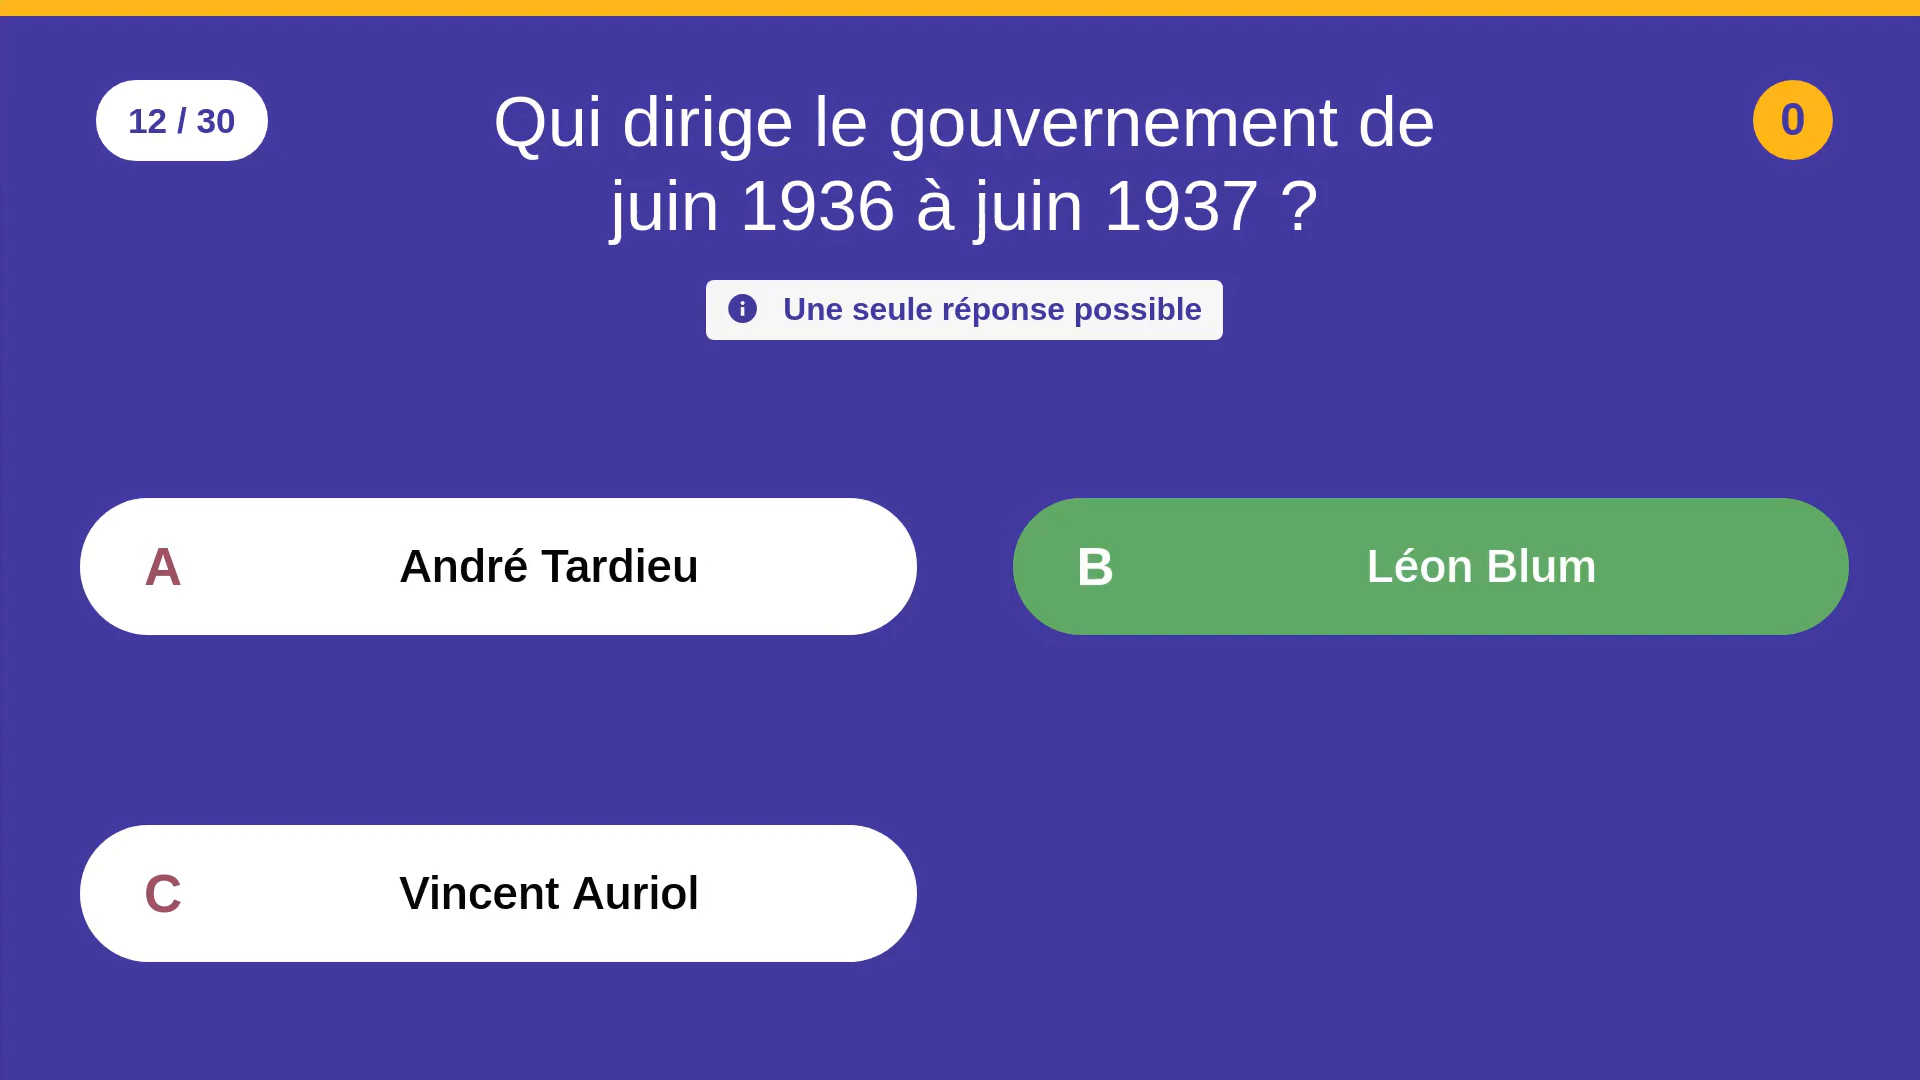 12 / 30
Qui dirige le gouvernement de
juin 1936 à juin 1937 ?
0
Une seule réponse possible
A André Tardieu
B Léon Blum
C Vincent Auriol